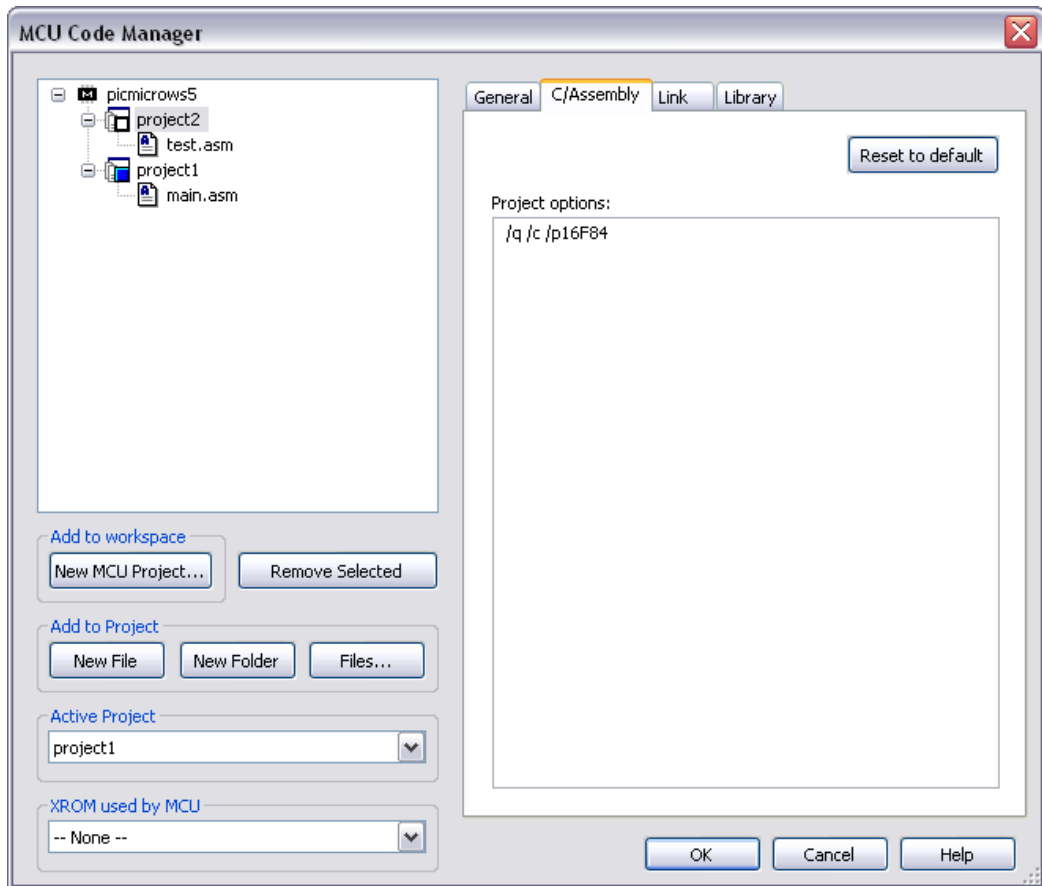 MCU Code Manager
picmicrows5
project2
test.asm
project1
main.asm
General C/Assembly Link Library
Reset to default
Project options:
/q /c /p16F84
Add to workspace
New MCU Project... Remove Selected
Add to Project
New File New Folder Files...
Active Project
project1
XROM used by MCU
-- None --
OK Cancel Help